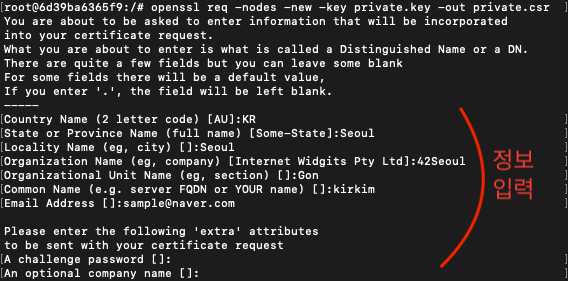 [root@6d39ba6365f9:/# openssl req -nodes -new -key private.key -out private.csr ]
You are about to be asked to enter information that will be incorporated
into your certificate request.
What you are about to enter is what is called a Distinguished Name or a DN.
There are quite a few fields but you can leave some blank
For some fields there will be a default value,
If you enter '.', the field will be left blank.
-----
[Country Name (2 letter code) [AU]:KR ]
[State or Province Name (full name) [Some-State]:Seoul ]
[Locality Name (eg, city) []:Seoul ]
[Organization Name (eg, company) [Internet Widgits Pty Ltd]:42Seoul ]
[Organizational Unit Name (eg, section) []:Gon ]
[Common Name (e.g. server FQDN or YOUR name) []:kirkim ]
[Email Address []:sample@naver.com ]
정보
입력
Please enter the following 'extra' attributes
to be sent with your certificate request
[A challenge password []: ]
[An optional company name []: ]